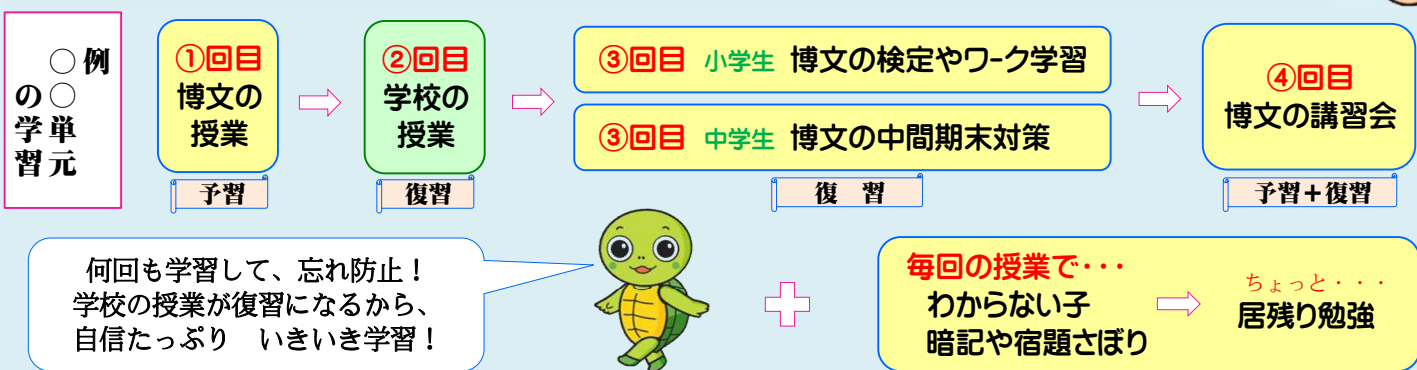 例
○○単元
の学習
①回目
博文の
授業
予習
②回目
学校の
授業
復習
③回目 小学生 博文の検定やワーク学習
③回目 中学生 博文の中間期末対策
復 習
④回目
博文の講習会
予習+復習
何回も学習して、忘れ防止!
学校の授業が復習になるから、
自信たっぷり いきいき学習!
毎回の授業で・・・
わからない子
暗記や宿題さぼり
ちょっと・・・
居残り勉強